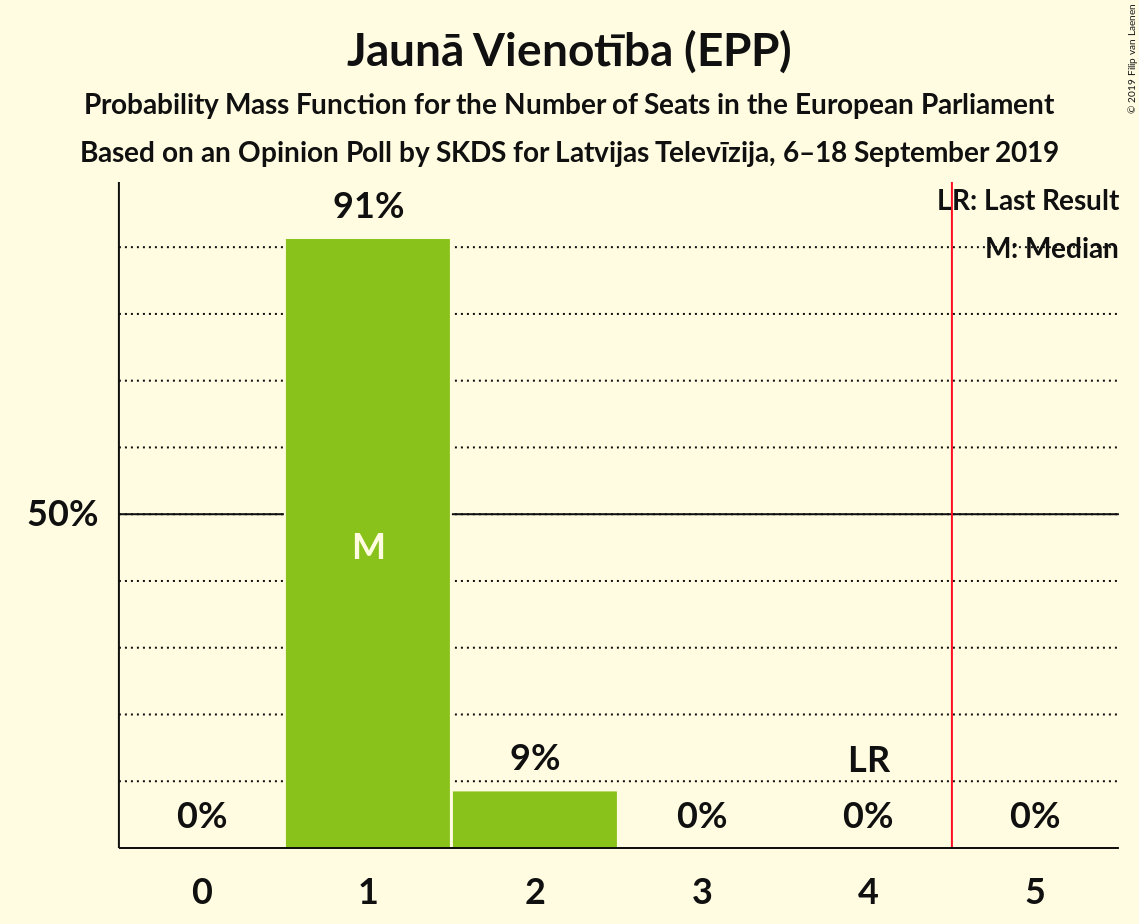 Jaunā Vienotība (EPP)
Probability Mass Function for the Number of Seats in the European Parliament
Based on an Opinion Poll by SKDS for Latvijas Televīzija, 6–18 September 2019
© 2019 Filip van Laenen
LR: Last Result
M: Median
91%
50%
M
9%
LR
0%
0%
0%
0%
0 1 2 3 4 5